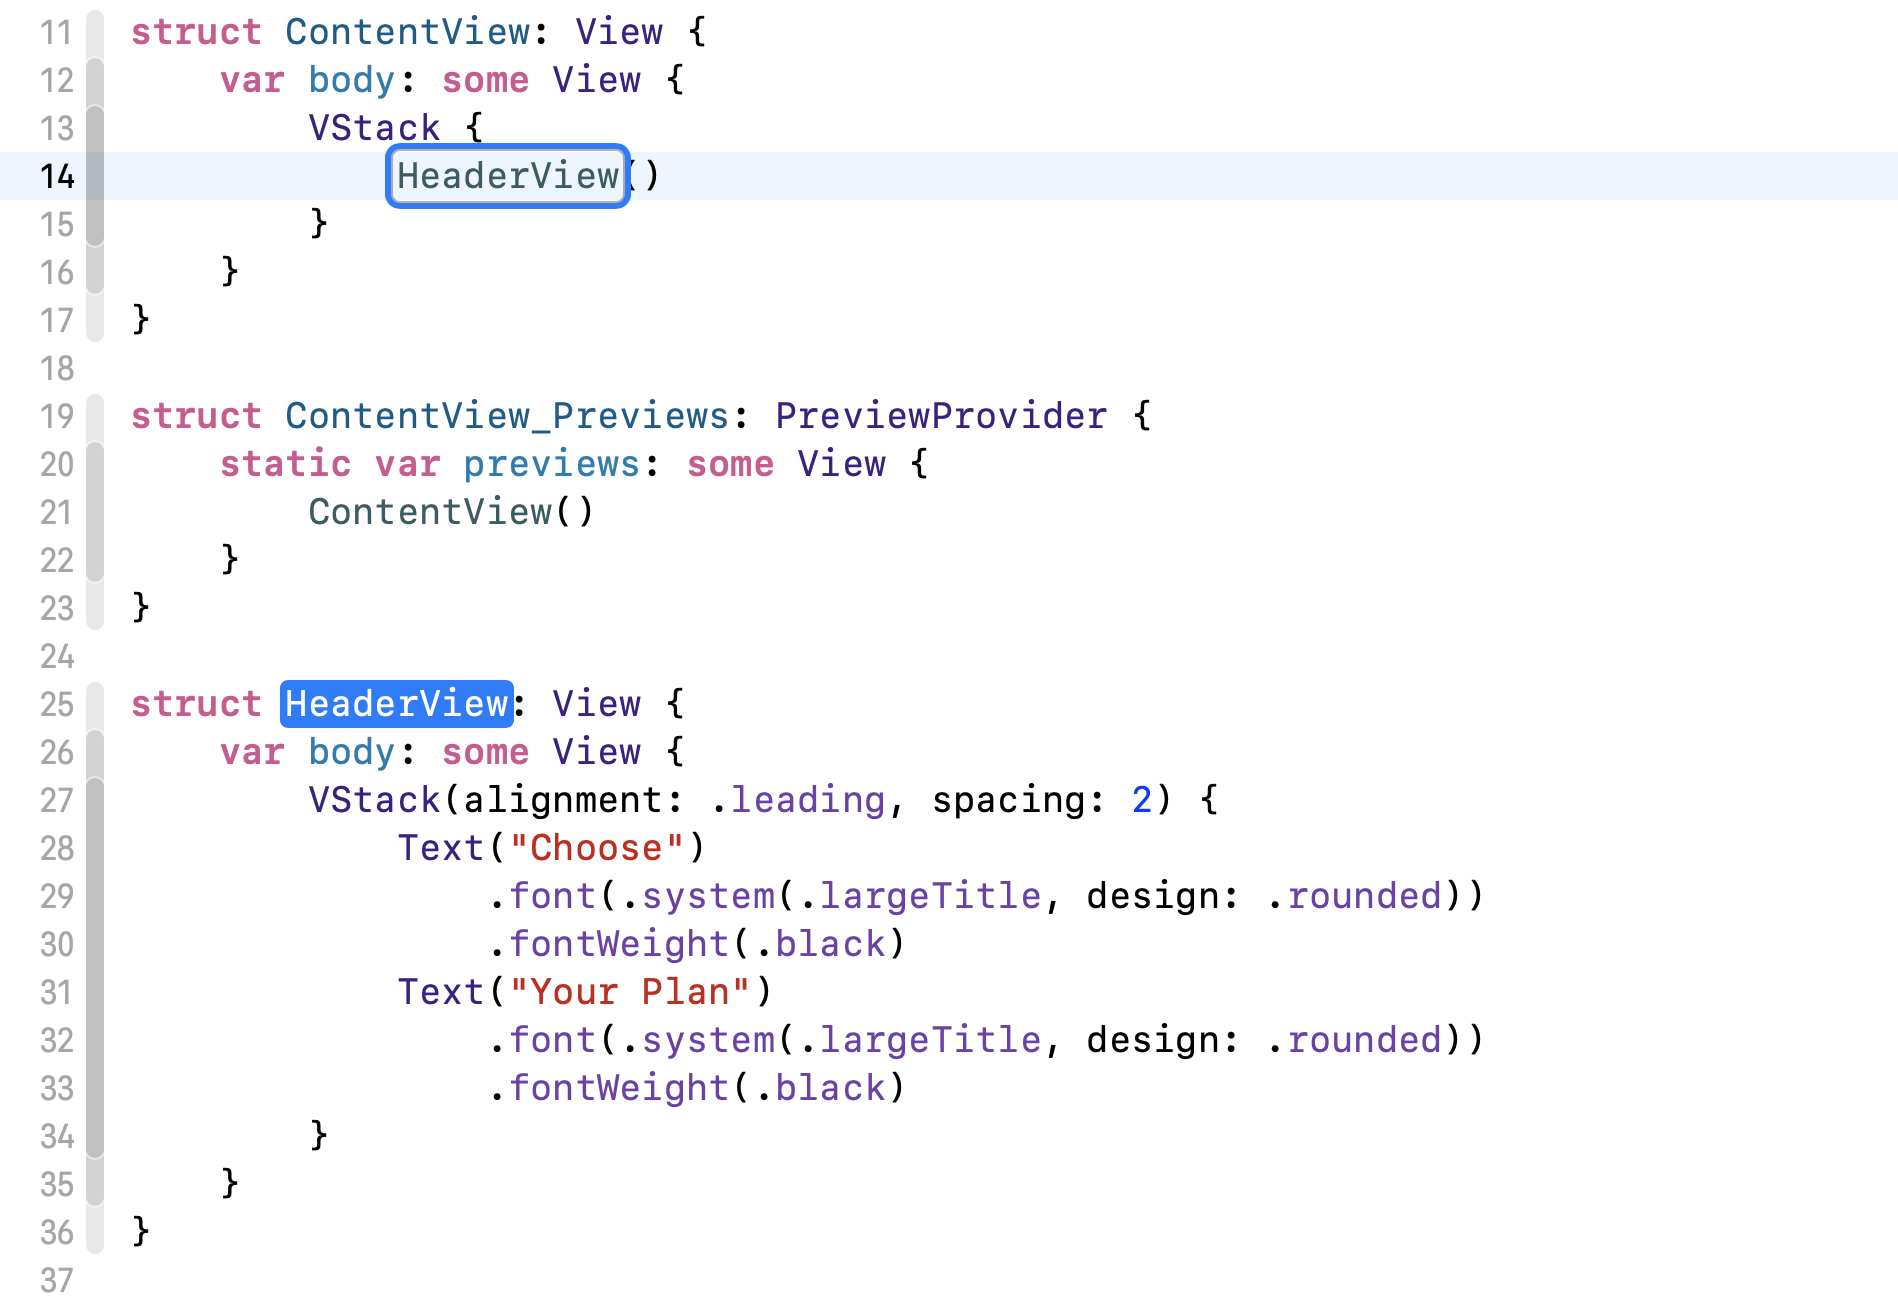 11 struct ContentView: View {
12     var body: some View {
13         VStack {
14             HeaderView()
15         }
16     }
17 }
18
19 struct ContentView_Previews: PreviewProvider {
20     static var previews: some View {
21         ContentView()
22     }
23 }
24
25 struct HeaderView: View {
26     var body: some View {
27         VStack(alignment: .leading, spacing: 2) {
28             Text("Choose")
29                 .font(.system(.largeTitle, design: .rounded))
30                 .fontWeight(.black)
31             Text("Your Plan")
32                 .font(.system(.largeTitle, design: .rounded))
33                 .fontWeight(.black)
34         }
35     }
36 }
37